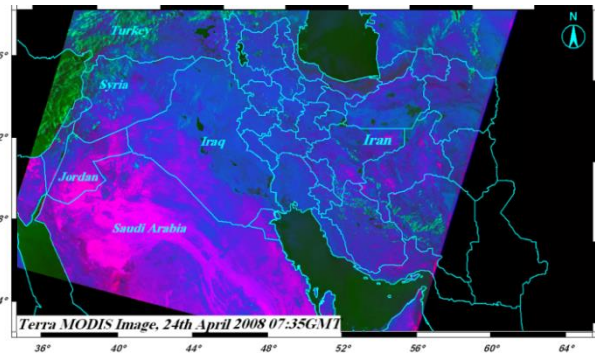 N
Turkey
Syria
Iraq
Iran
Jordan
Saudi Arabia
Terra MODIS Image, 24th April 2008 07:35GMT
36° 40° 44° 48° 52° 56° 60° 64°